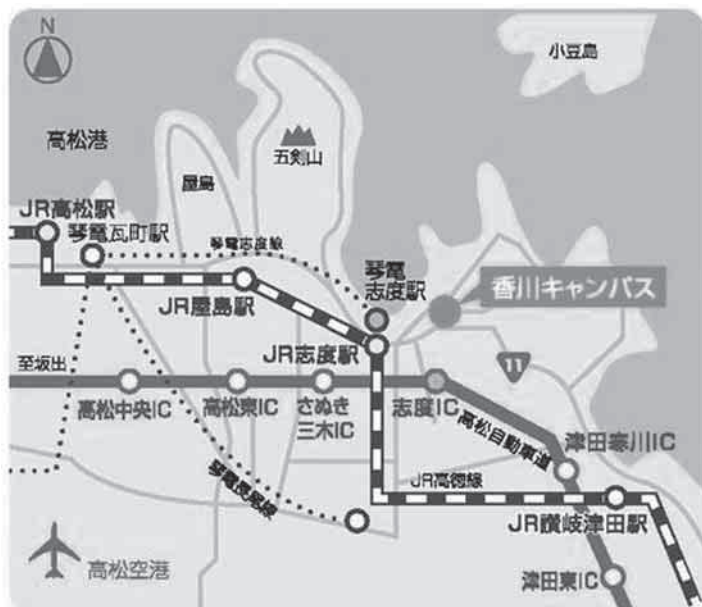 N
小豆島
高松港
五剣山
屋島
JR高松駅
琴電瓦町駅
琴電志度線
琴電
志度駅
香川キャンパス
JR屋島駅
JR志度駅
11
至坂出
高松中央IC
高松東IC
さぬき
三木IC
志度IC
高松自動車道
津田寒川IC
琴電長尾線
JR高徳線
JR讃岐津田駅
高松空港
津田東IC